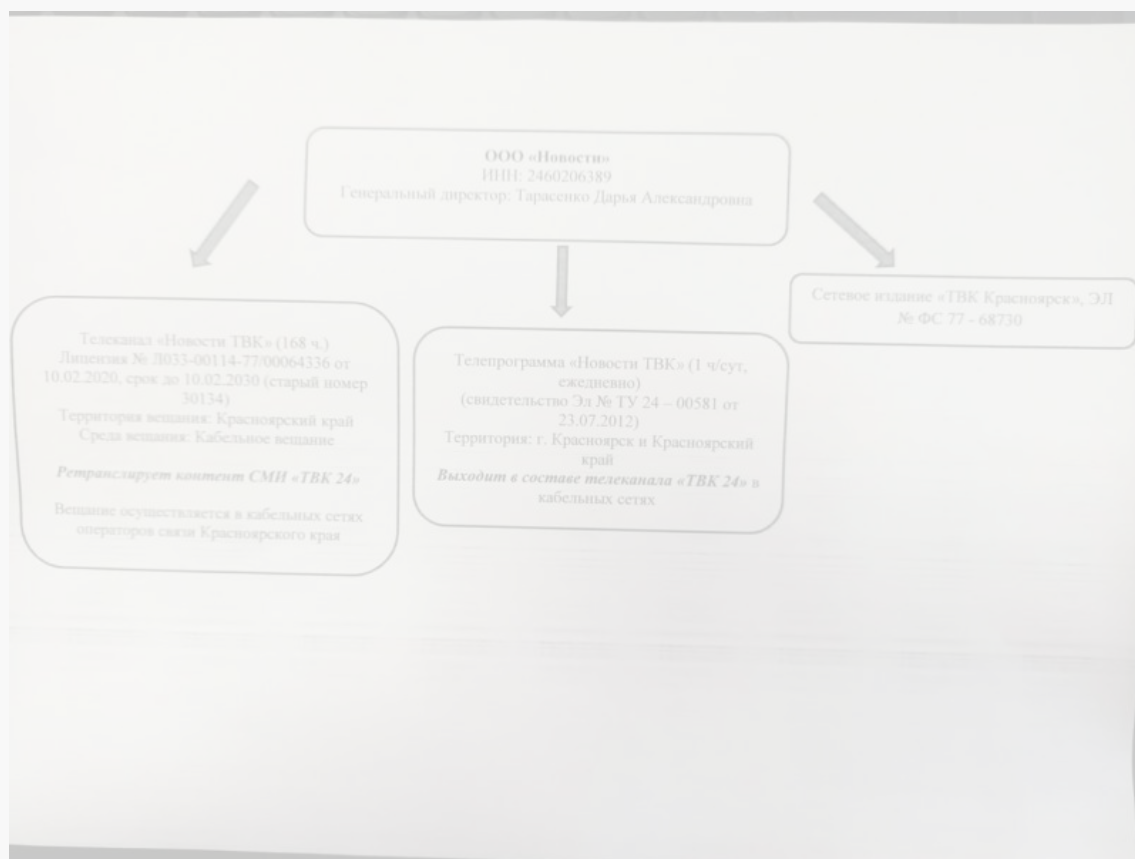 ООО «Новости»
ИНН: 2460206389
Генеральный директор: Тарасенко Дарья Александровна
Телеканал «Новости ТВК» (168 ч.)
Лицензия № Л033-00114-77/00064336 от
10.02.2020, срок до 10.02.2030 (старый номер
30134)
Территория вещания: Красноярский край
Среда вещания: Кабельное вещание
Ретранслирует контент СМИ «ТВК 24»
Вещание осуществляется в кабельных сетях
операторов связи Красноярского края
Телепрограмма «Новости ТВК» (1 ч/сут,
ежедневно)
(свидетельство Эл № ТУ 24 – 00581 от
23.07.2012)
Территория: г. Красноярск и Красноярский
край
Выходит в составе телеканала «ТВК 24» в
кабельных сетях
Сетевое издание «ТВК Красноярск», ЭЛ
№ ФС 77 - 68730